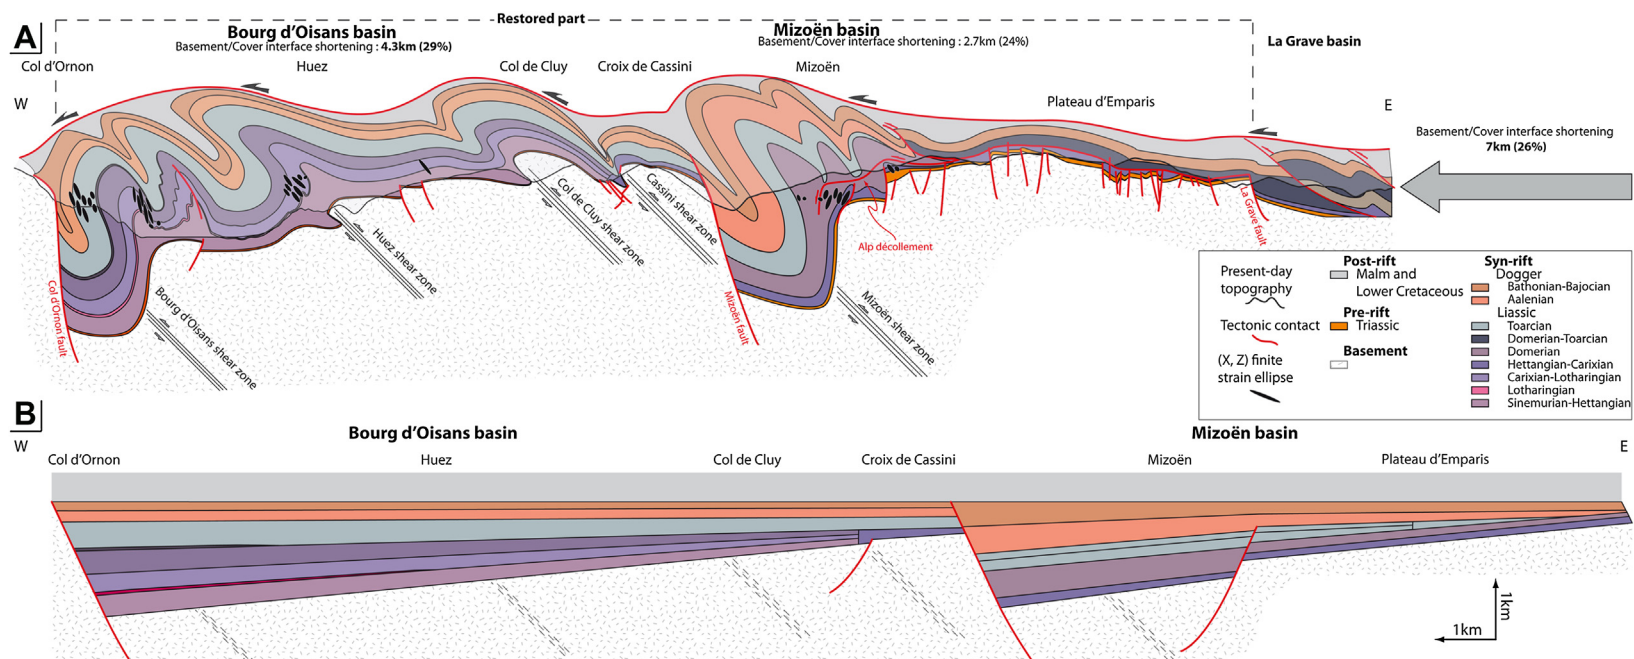 A
Restored part
Bourg d'Oisans basin
Basement/Cover interface shortening : 4.3km (29%)
Mizoën basin
Basement/Cover interface shortening : 2.7km (24%)
La Grave basin
Col d'Ornon
Huez
Col de Cluy
Croix de Cassini
Mizoën
Plateau d'Emparis
W
E
Basement/Cover interface shortening
7km (26%)
Col d'Ornon fault
Bourg d'Oisans shear zone
Huez shear zone
Col de Cluy shear zone
Cassini shear zone
Mizoën fault
Mizoën shear zone
Alp décollement
La Grave fault
Present-day
topography
Tectonic contact
(X, Z) finite
strain ellipse
Post-rift
Malm and
Lower Cretaceous
Pre-rift
Triassic
Basement
Syn-rift
Dogger
Bathonian-Bajocian
Aalenian
Liassic
Toarcian
Domerian-Toarcian
Domerian
Hettangian-Carixian
Carixian-Lotharingian
Lotharingian
Sinemurian-Hettangian
B
W
Bourg d'Oisans basin
Mizoën basin
E
Col d'Ornon
Huez
Col de Cluy
Croix de Cassini
Mizoën
Plateau d'Emparis
1km
1km